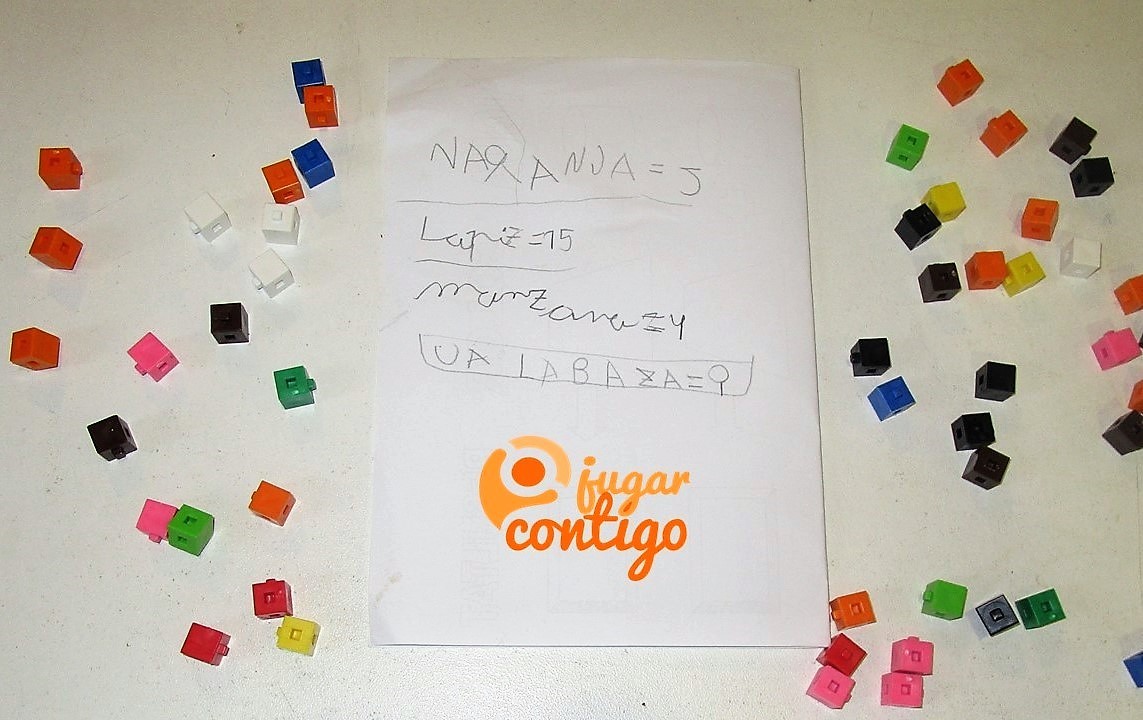 NARANJA = 5
Lapiz = 15
manzana = 4
UA LABAZA = 9
jugar
contigo